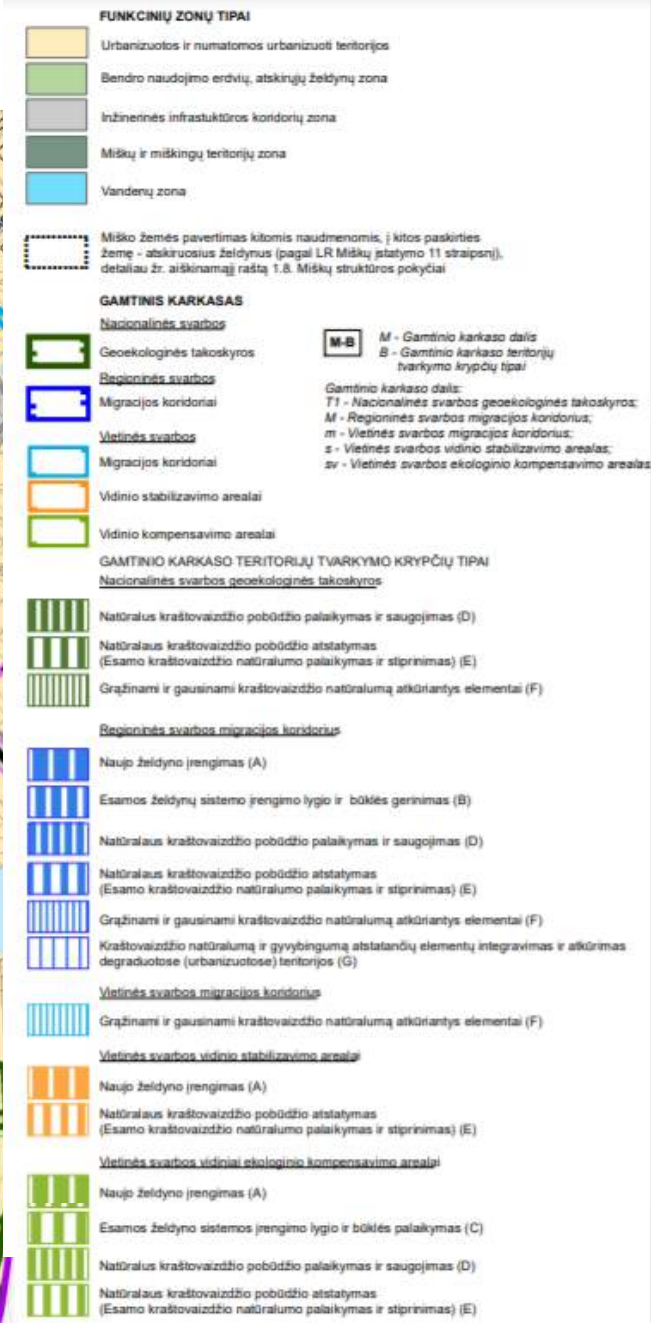 FUNKCINIŲ ZONŲ TIPAI
Urbanizuotos ir numatomos urbanizuoti teritorijos
Bendro naudojimo erdvių, atskirųjų želdynų zona
Inžinerinės infrastuktūros koridorių zona
Miškų ir miškingų teritorijų zona
Vandenų zona
Miško žemės pavertimas kitomis naudmenomis, į kitos paskirties
žemę - atskiruosius želdynus (pagal LR Miškų įstatymo 11 straipsnį),
detaliau žr. aiškinamąjį raštą 1.8. Miškų struktūros pokyčiai
GAMTINIS KARKASAS
Nacionalinės svarbos
Geoekologinės takoskyros
Regioninės svarbos
Migracijos koridoriai
Vietinės svarbos
Migracijos koridoriai
Vidinio stabilizavimo arealai
Vidinio kompensavimo arealai
M-B
M - Gamtinio karkaso dalis
B - Gamtinio karkaso teritorijų
tvarkymo krypčių tipai
Gamtinio karkaso dalis:
T1 - Nacionalinės svarbos geoekologinės takoskyros;
M - Regioninės svarbos migracijos koridorius;
m - Vietinės svarbos migracijos koridorius;
s - Vietinės svarbos vidinio stabilizavimo arealas;
sv - Vietinės svarbos ekologinio kompensavimo arealas
GAMTINIO KARKASO TERITORIJŲ TVARKYMO KRYPČIŲ TIPAI
Nacionalinės svarbos geoekologinės takoskyros
Natūralus kraštovaizdžio pobūdžio palaikymas ir saugojimas (D)
Natūralaus kraštovaizdžio pobūdžio atstatymas
(Esamo kraštovaizdžio natūralumo palaikymas ir stiprinimas) (E)
Grąžinami ir gausinami kraštovaizdžio natūralumą atkūriantys elementai (F)
Regioninės svarbos migracijos koridorius
Naujo želdyno įrengimas (A)
Esamos želdynų sistemo įrengimo lygio ir būklės gerinimas (B)
Natūralaus kraštovaizdžio pobūdžio palaikymas ir saugojimas (D)
Natūralaus kraštovaizdžio pobūdžio atstatymas
(Esamo kraštovaizdžio natūralumo palaikymas ir stiprinimas) (E)
Grąžinami ir gausinami kraštovaizdžio natūralumą atkūriantys elementai (F)
Kraštovaizdžio natūralumą ir gyvybingumą atstatančių elementų integravimas ir atkūrimas
degraduotose (urbanizuotose) teritorijos (G)
Vietinės svarbos migracijos koridorius
Grąžinami ir gausinami kraštovaizdžio natūralumą atkūriantys elementai (F)
Vietinės svarbos vidinio stabilizavimo arealai
Naujo želdyno įrengimas (A)
Natūralaus kraštovaizdžio pobūdžio atstatymas
(Esamo kraštovaizdžio natūralumo palaikymas ir stiprinimas) (E)
Vietinės svarbos vidiniai ekologinio kompensavimo arealai
Naujo želdyno įrengimas (A)
Esamos želdyno sistemos įrengimo lygio ir būklės palaikymas (C)
Natūralus kraštovaizdžio pobūdžio palaikymas ir saugojimas (D)
Natūralaus kraštovaizdžio pobūdžio atstatymas
(Esamo kraštovaizdžio natūralumo palaikymas ir stiprinimas) (E)